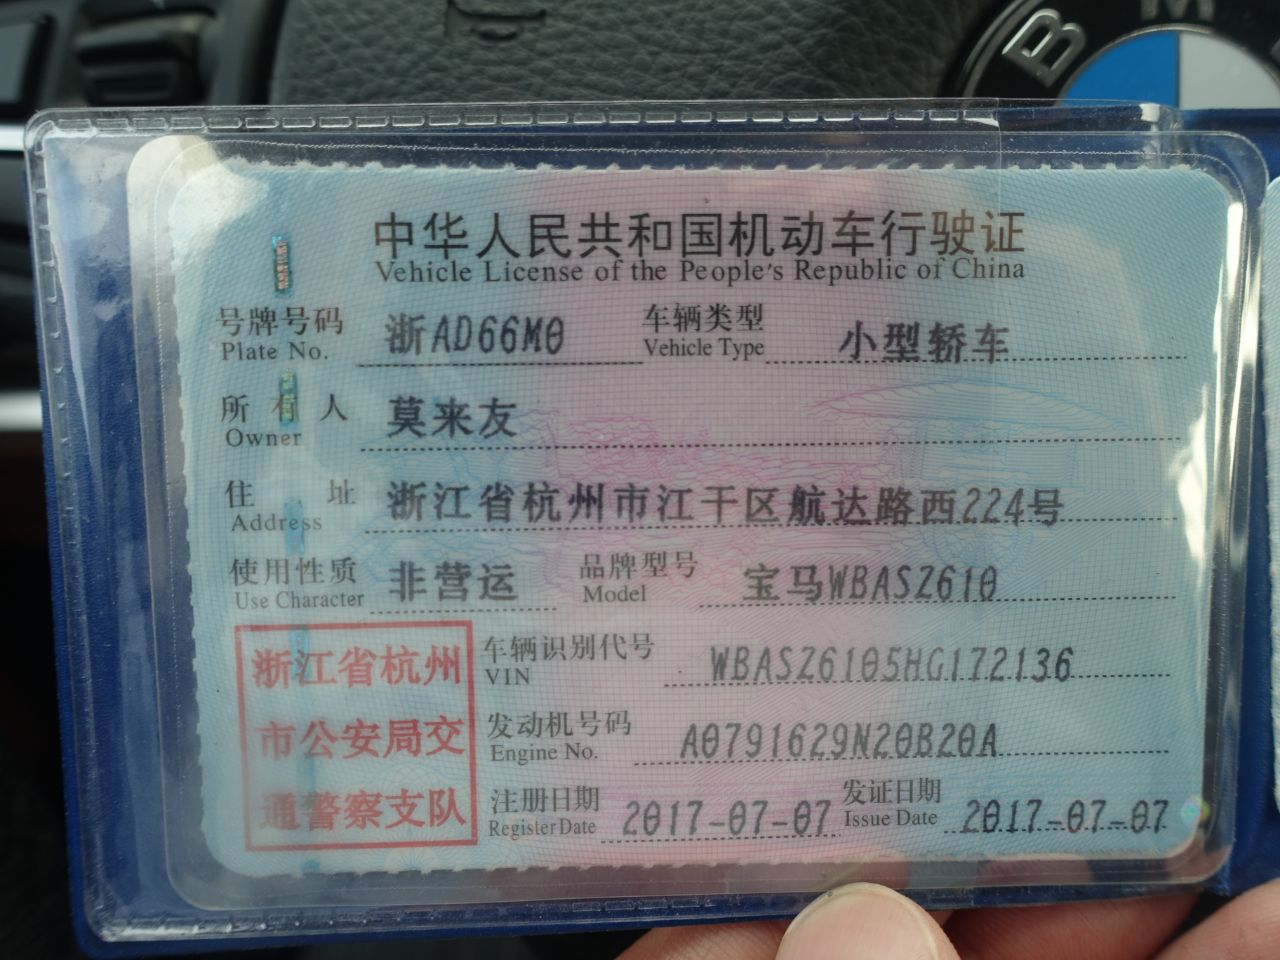 B M
中华人民共和国机动车行驶证
Vehicle License of the People's Republic of China
号牌号码 浙AD66M0 车辆类型 小型轿车
Plate No. Vehicle Type
所有人 莫来友
Owner
住址 浙江省杭州市江干区航达路西224号
Address
使用性质 非营运 品牌型号 宝马WBASZ610
Use Character Model
浙江省杭州
市公安局交
通警察支队
车辆识别代号 WBASZ6105HG172136
VIN
发动机号码 A0791629N20B20A
Engine No.
注册日期 2017-07-07 发证日期 2017-07-07
Register Date Issue Date